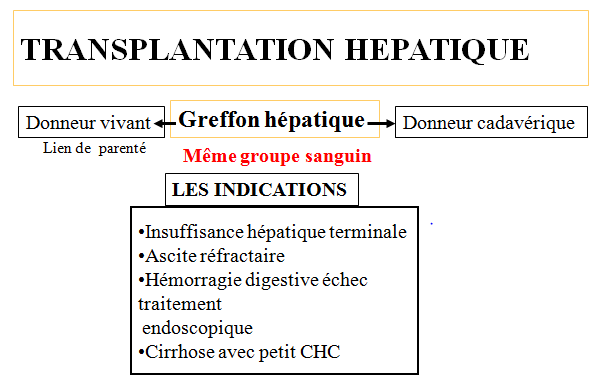 TRANSPLANTATION HEPATIQUE
Donneur vivant
Greffon hépatique
Donneur cadavérique
Lien de parenté
Même groupe sanguin
LES INDICATIONS
•Insuffisance hépatique terminale
•Ascite réfractaire
•Hémorragie digestive échec
traitement
endoscopique
•Cirrhose avec petit CHC